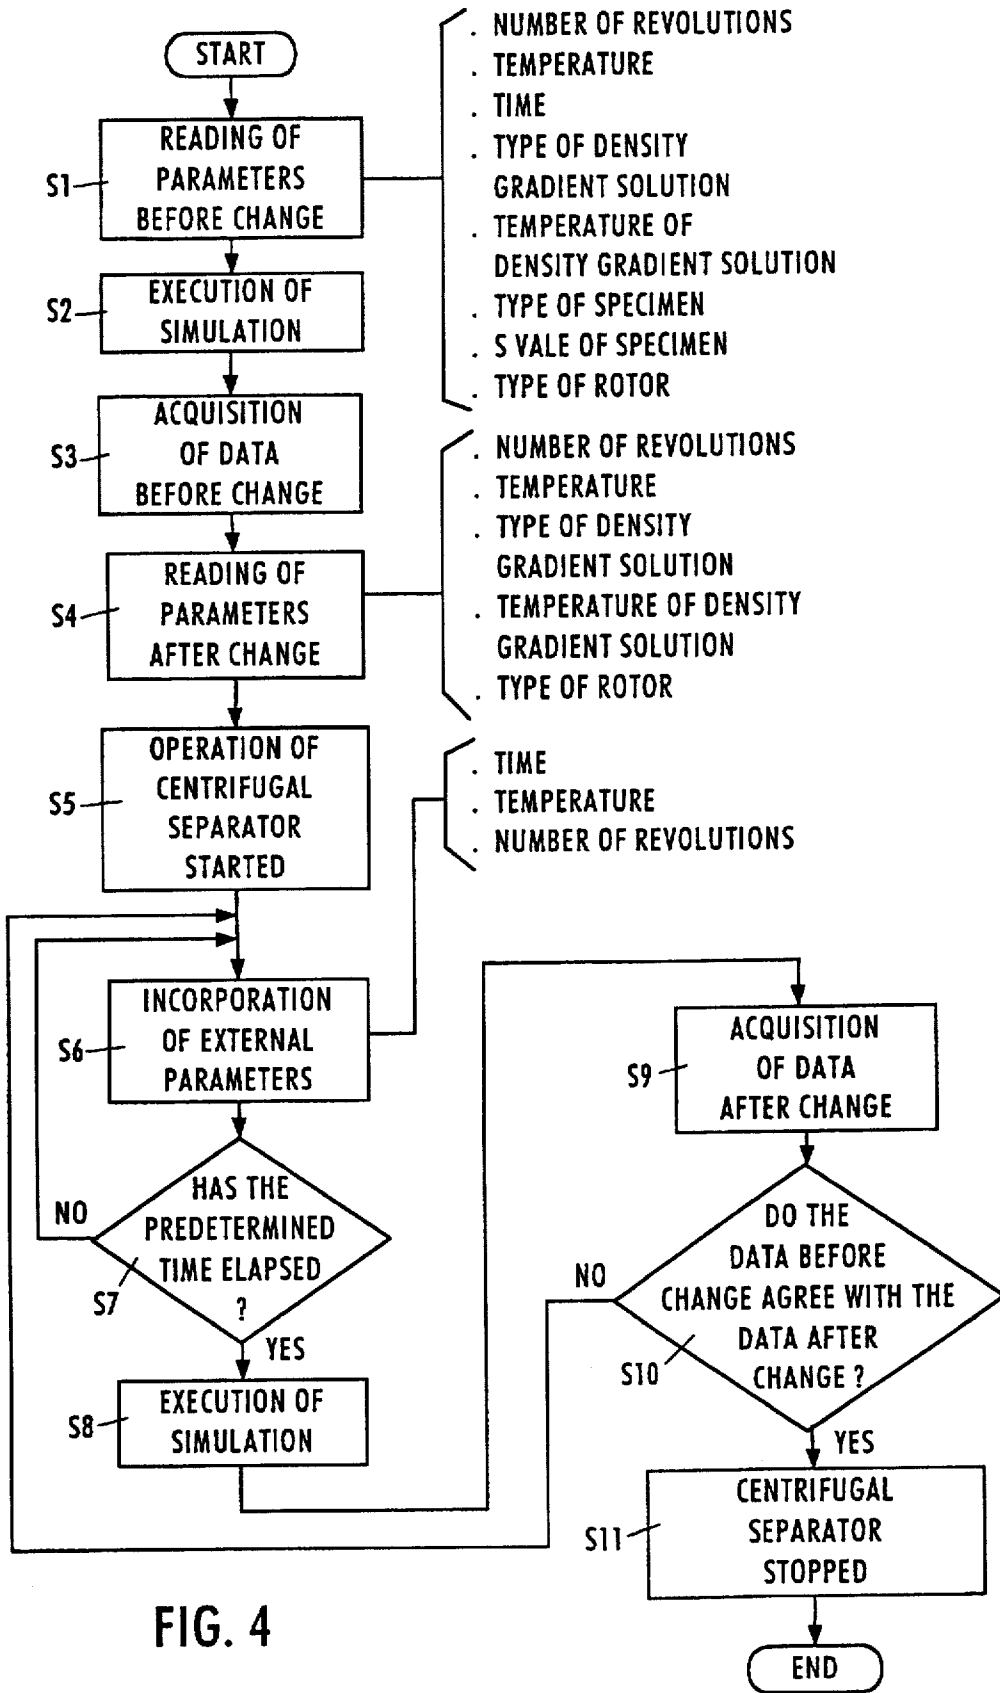 START
S1
READING OF
PARAMETERS
BEFORE CHANGE
. NUMBER OF REVOLUTIONS
. TEMPERATURE
. TIME
. TYPE OF DENSITY
GRADIENT SOLUTION
. TEMPERATURE OF
DENSITY GRADIENT SOLUTION
. TYPE OF SPECIMEN
. S VALE OF SPECIMEN
. TYPE OF ROTOR
S2
EXECUTION OF
SIMULATION
S3
ACQUISITION
OF DATA
BEFORE CHANGE
S4
READING OF
PARAMETERS
AFTER CHANGE
. NUMBER OF REVOLUTIONS
. TEMPERATURE
. TYPE OF DENSITY
GRADIENT SOLUTION
. TEMPERATURE OF DENSITY
GRADIENT SOLUTION
. TYPE OF ROTOR
S5
OPERATION OF
CENTRIFUGAL
SEPARATOR
STARTED
. TIME
. TEMPERATURE
. NUMBER OF REVOLUTIONS
S6
INCORPORATION
OF EXTERNAL
PARAMETERS
S7
HAS THE
PREDETERMINED
TIME ELAPSED
?
NO
YES
S8
EXECUTION OF
SIMULATION
S9
ACQUISITION
OF DATA
AFTER CHANGE
S10
DO THE
DATA BEFORE
CHANGE AGREE WITH THE
DATA AFTER
CHANGE ?
NO
YES
S11
CENTRIFUGAL
SEPARATOR
STOPPED
END
FIG. 4